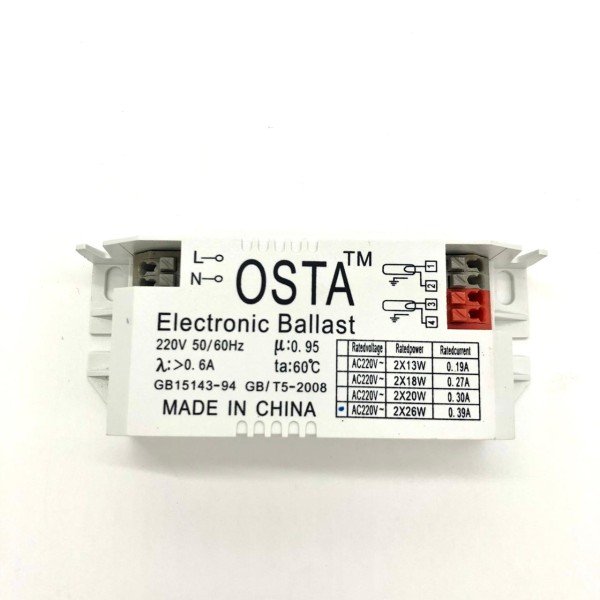 L
N
OSTA™
1
2
3
4
Electronic Ballast
220V 50/60Hz μ:0.95
λ:>0.6A ta:60℃
GB15143-94 GB/T5-2008
MADE IN CHINA
Ratedvoltage Ratedpower Ratedcurrent
AC220V~ 2X13W 0.19A
AC220V~ 2X18W 0.27A
AC220V~ 2X20W 0.30A
AC220V~ 2X26W 0.39A